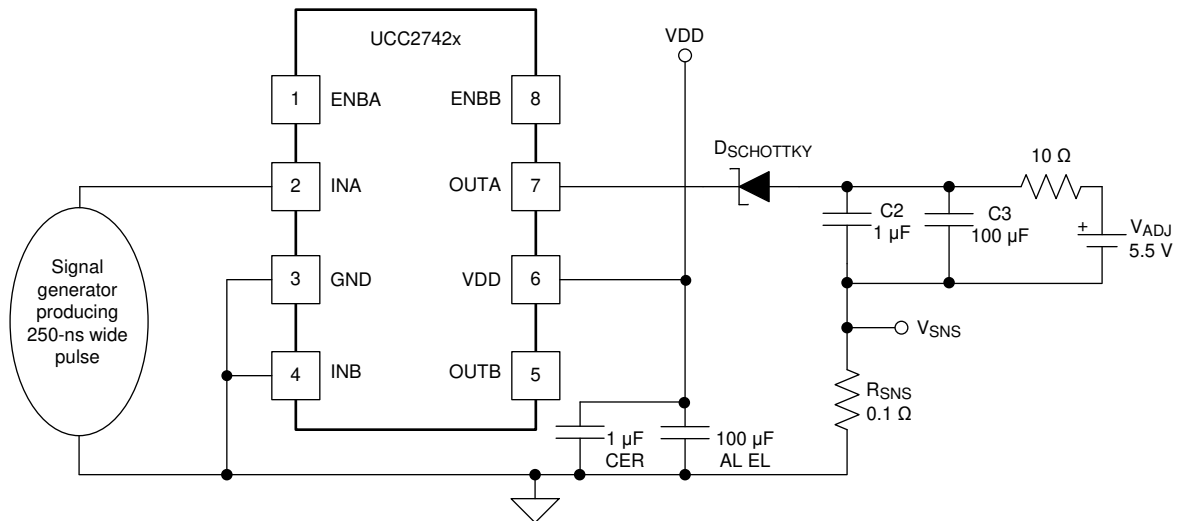 UCC2742x
VDD
1
ENBA
ENBB
8
DSCHOTTKY
10 Ω
2
INA
OUTA
7
C2
1 µF
C3
100 µF
+
VADJ
5.5 V
Signal
generator
producing
250-ns wide
pulse
3
GND
VDD
6
VSNS
4
INB
OUTB
5
RSNS
0.1 Ω
1 µF
CER
100 µF
AL EL